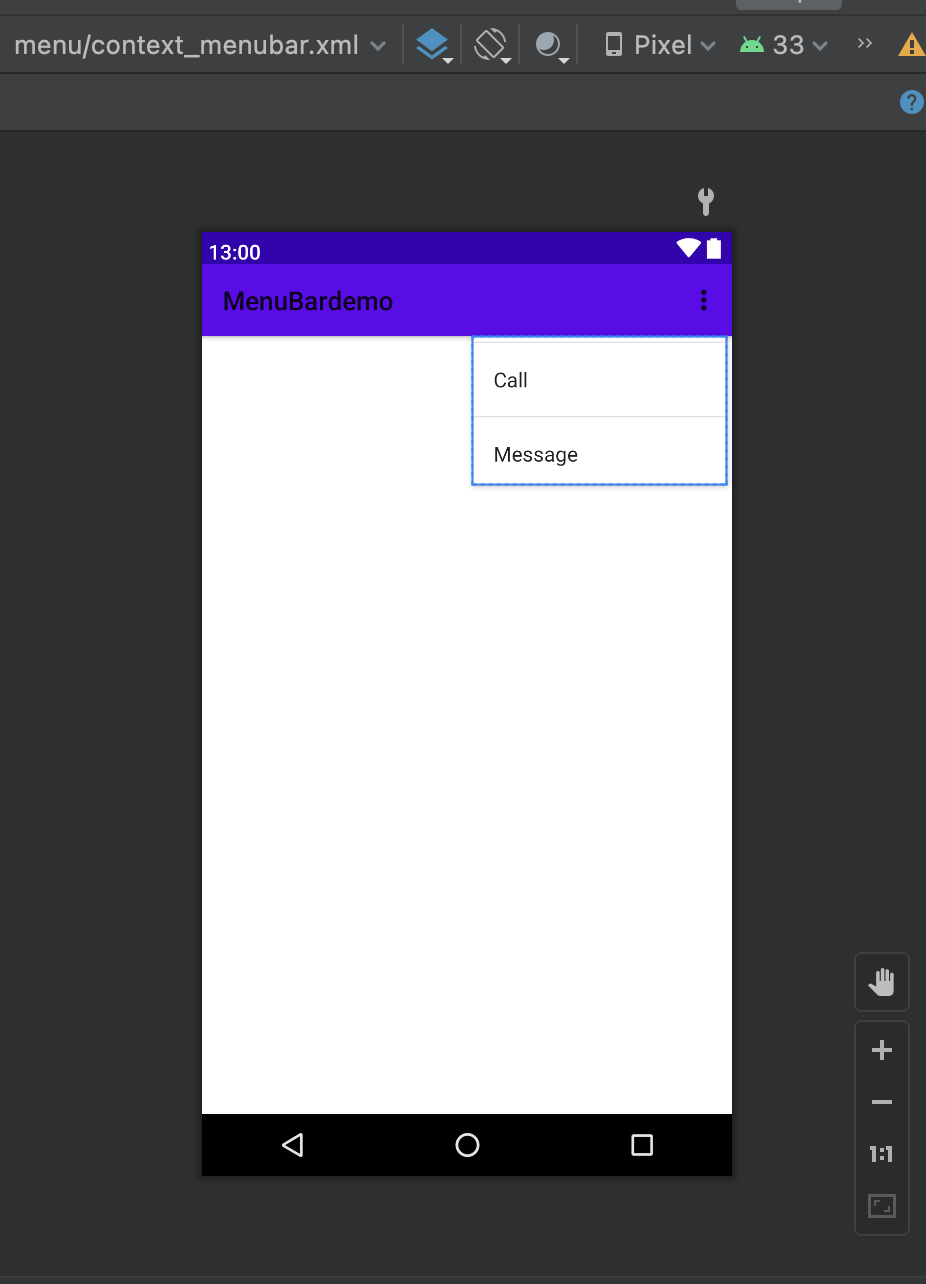 menu/context_menubar.xml Pixel 33 >>
?
13:00
MenuBardemo
Call
Message
1:1